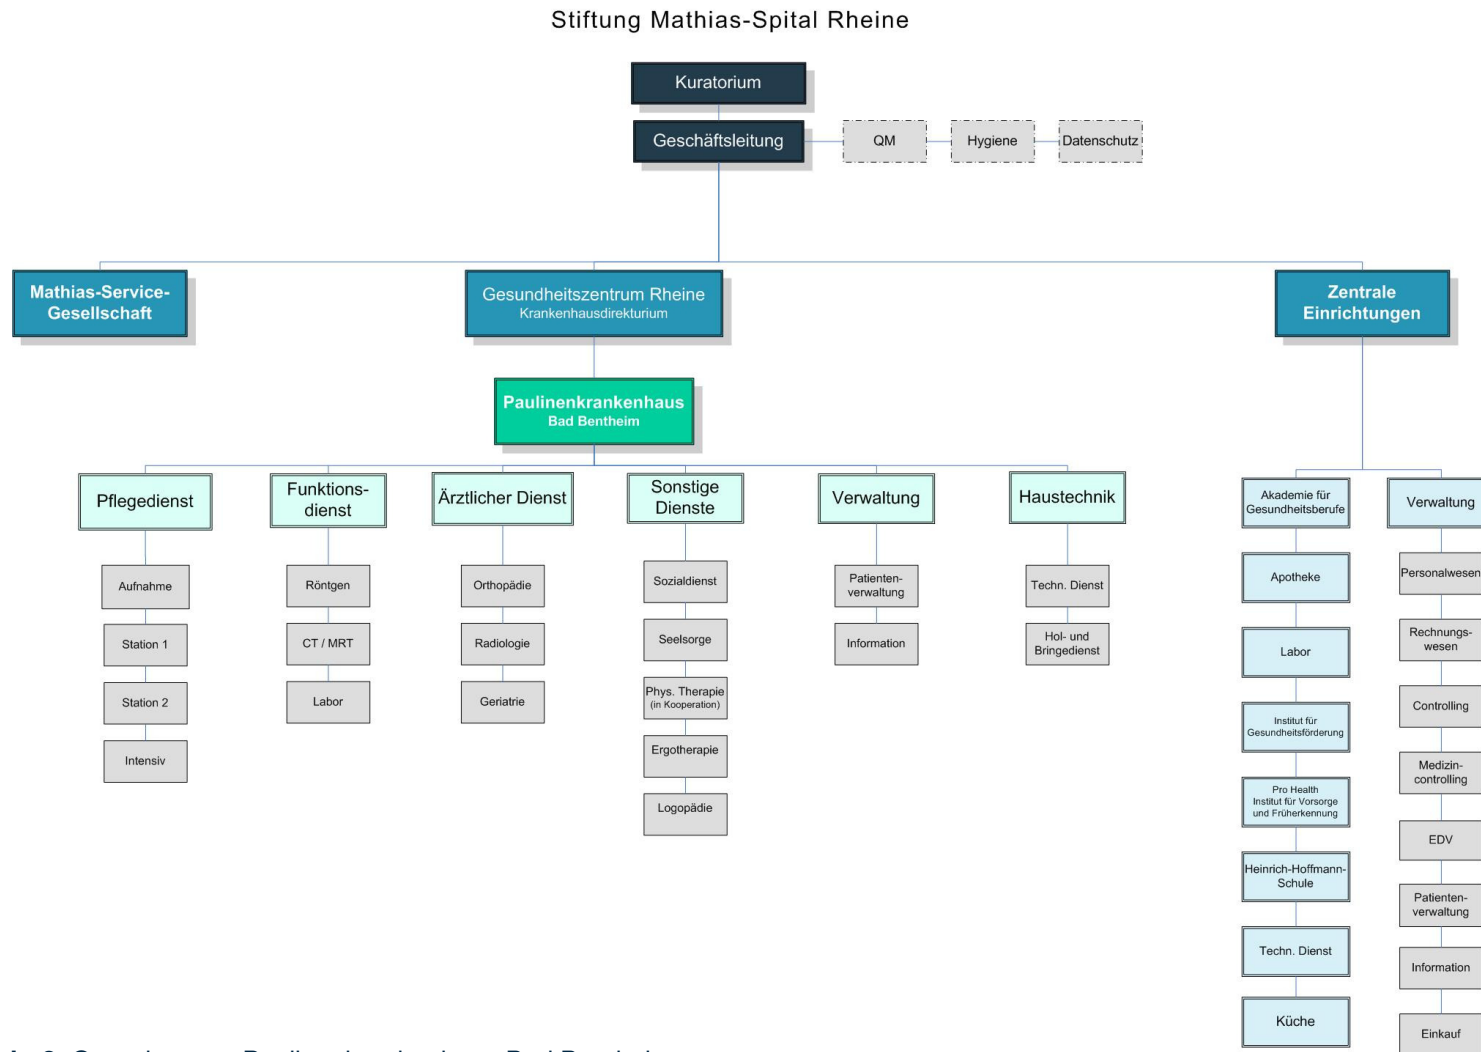 Stiftung Mathias-Spital Rheine
Kuratorium
Geschäftsleitung
QM
Hygiene
Datenschutz
Mathias-Service-
Gesellschaft
Gesundheitszentrum Rheine
Krankenhausdirekturium
Zentrale
Einrichtungen
Paulinenkrankenhaus
Bad Bentheim
Pflegedienst
Aufnahme
Station 1
Station 2
Intensiv
Funktions-
dienst
Röntgen
CT / MRT
Labor
Ärztlicher Dienst
Orthopädie
Radiologie
Geriatrie
Sonstige
Dienste
Sozialdienst
Seelsorge
Phys. Therapie
(in Kooperation)
Ergotherapie
Logopädie
Verwaltung
Patienten-
verwaltung
Information
Haustechnik
Techn. Dienst
Hol- und
Bringedienst
Akademie für
Gesundheitsberufe
Apotheke
Labor
Institut für
Gesundheitsförderung
Pro Health
Institut für Vorsorge
und Früherkennung
Heinrich-Hoffmann-
Schule
Techn. Dienst
Küche
Verwaltung
Personalwesen
Rechnungs-
wesen
Controlling
Medizin-
controlling
EDV
Patienten-
verwaltung
Information
Einkauf